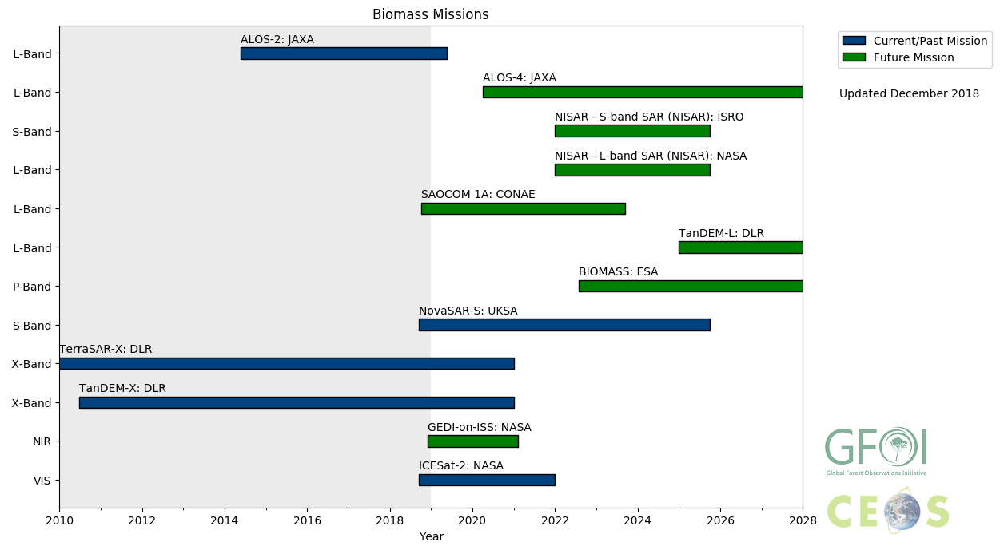 Biomass Missions
ALOS-2: JAXA
L-Band
ALOS-4: JAXA
L-Band
NISAR - S-band SAR (NISAR): ISRO
S-Band
NISAR - L-band SAR (NISAR): NASA
L-Band
SAOCOM 1A: CONAE
L-Band
TanDEM-L: DLR
L-Band
BIOMASS: ESA
P-Band
NovaSAR-S: UKSA
S-Band
TerraSAR-X: DLR
X-Band
TanDEM-X: DLR
X-Band
GEDI-on-ISS: NASA
NIR
ICESat-2: NASA
VIS
2010 2012 2014 2016 2018 2020 2022 2024 2026 2028
Year
Current/Past Mission
Future Mission
Updated December 2018
GFOI
Global Forest Observations Initiative
CEOS